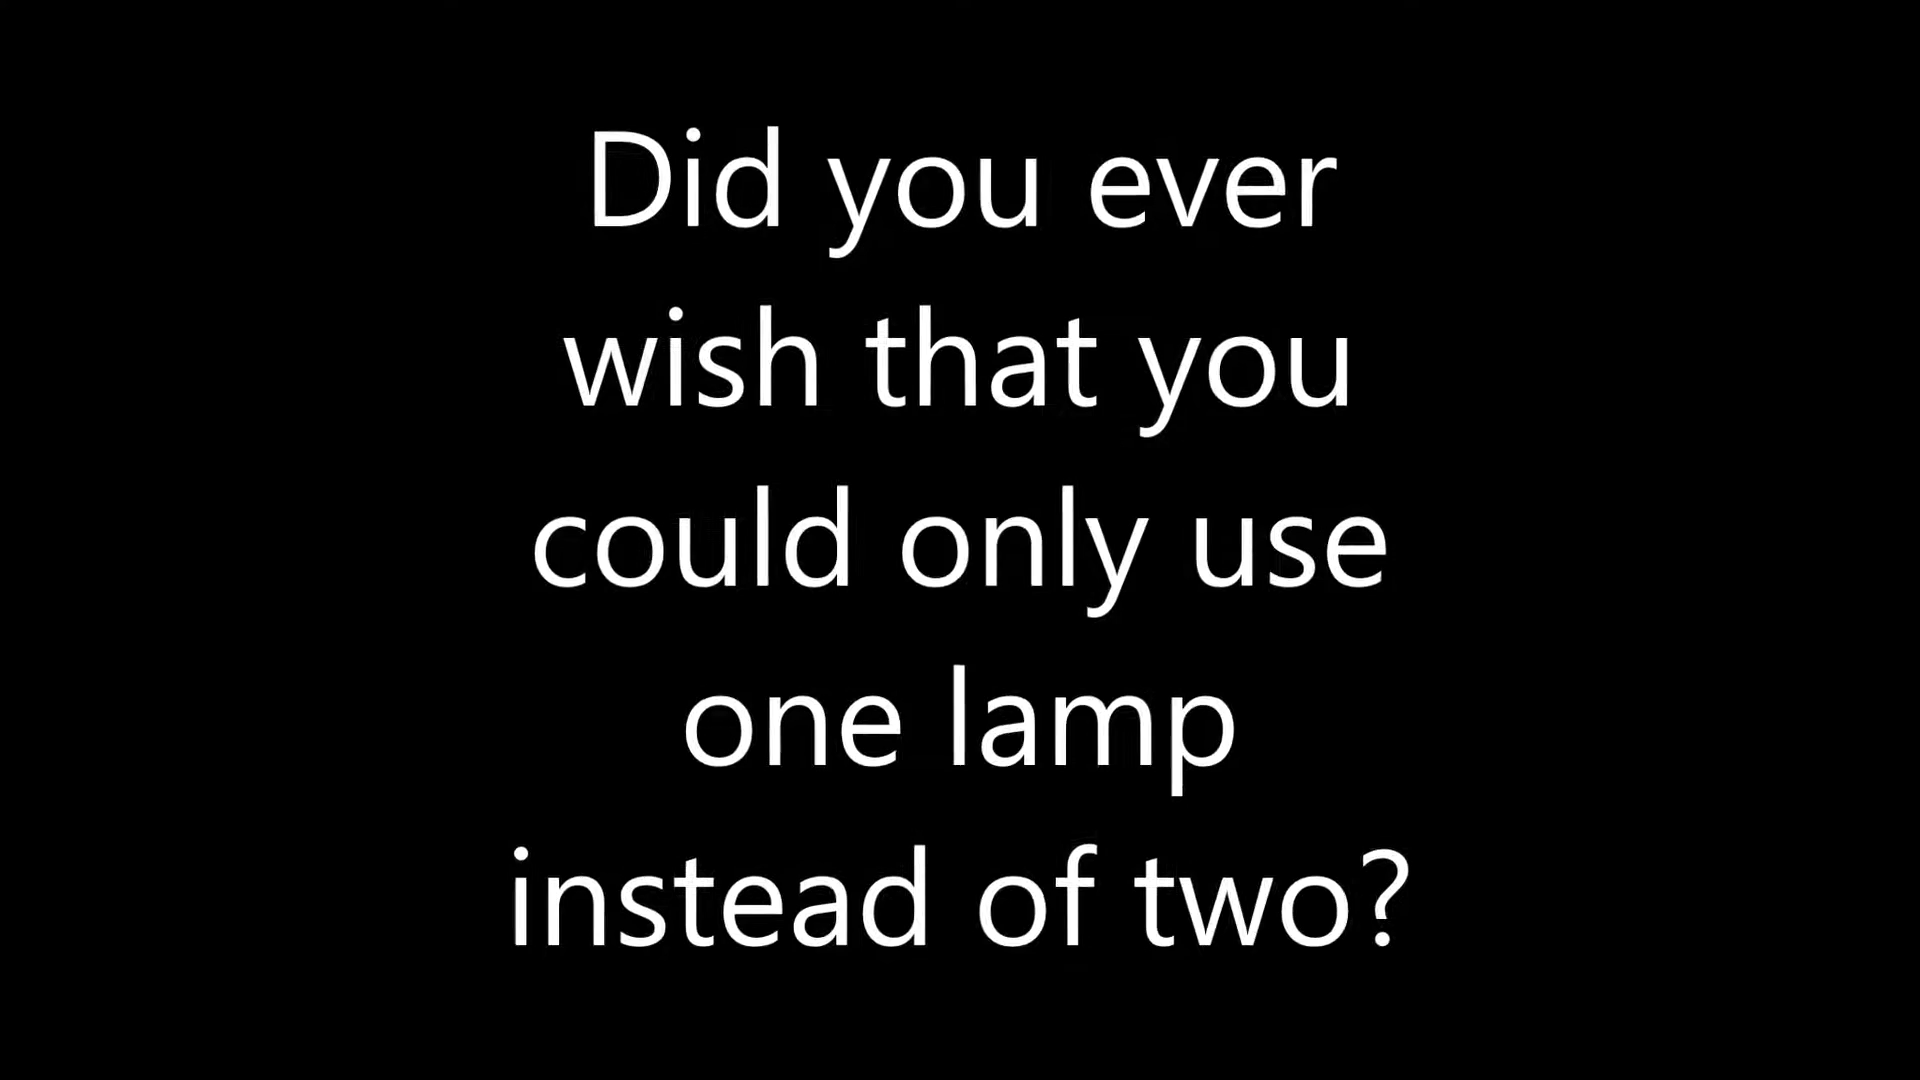 Did you ever
wish that you
could only use
one lamp
instead of two?